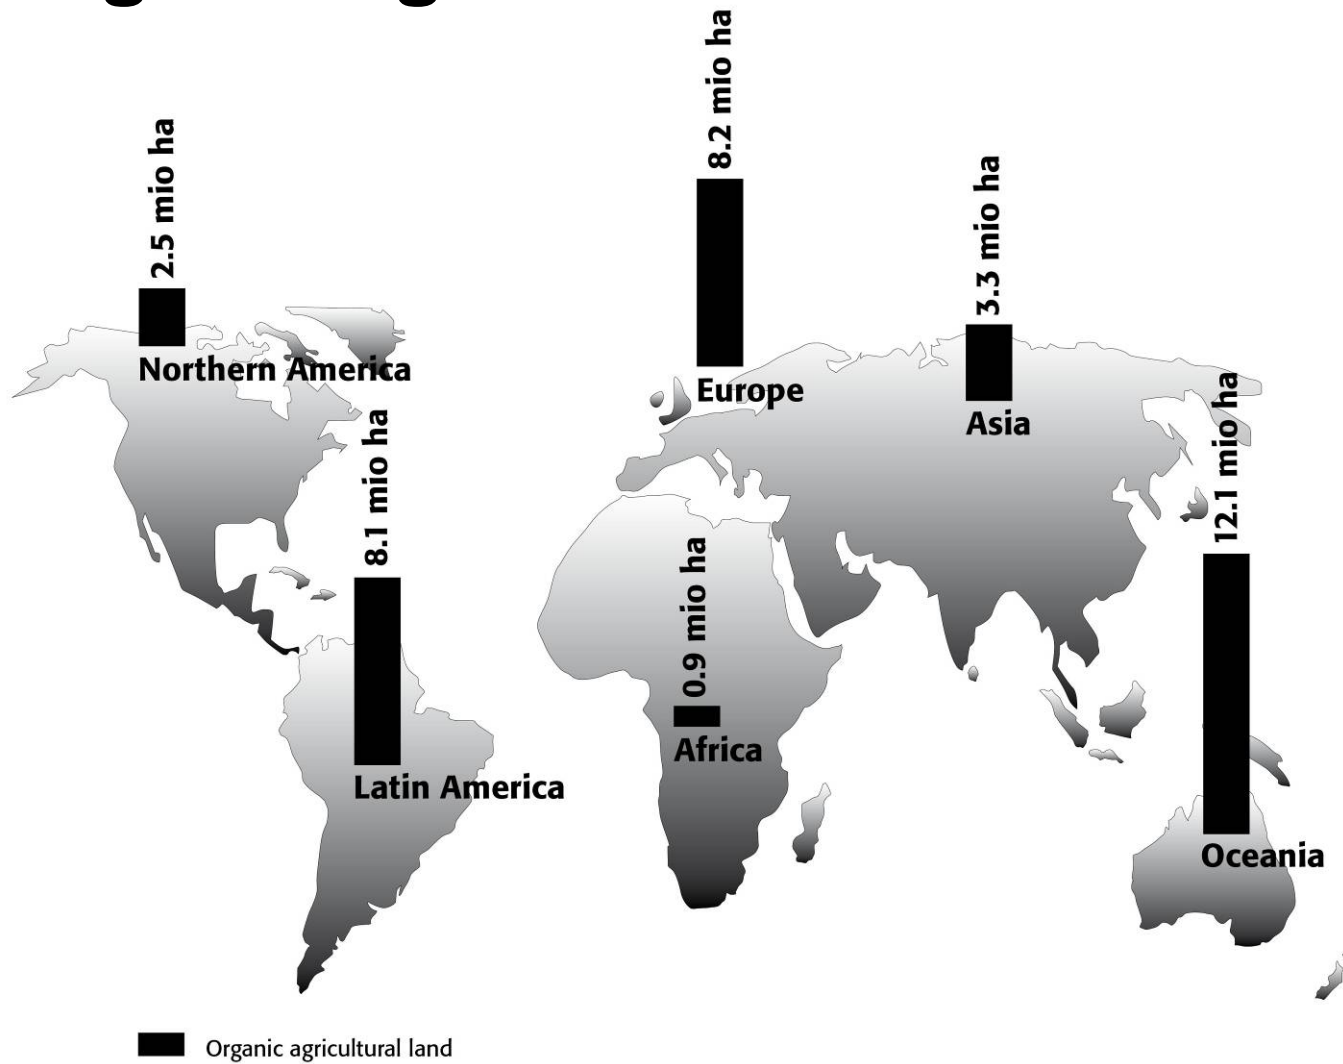 8.2 mio ha
2.5 mio ha
3.3 mio ha
Northern America
Europe
Asia
8.1 mio ha
12.1 mio ha
0.9 mio ha
Africa
Latin America
Oceania
Organic agricultural land